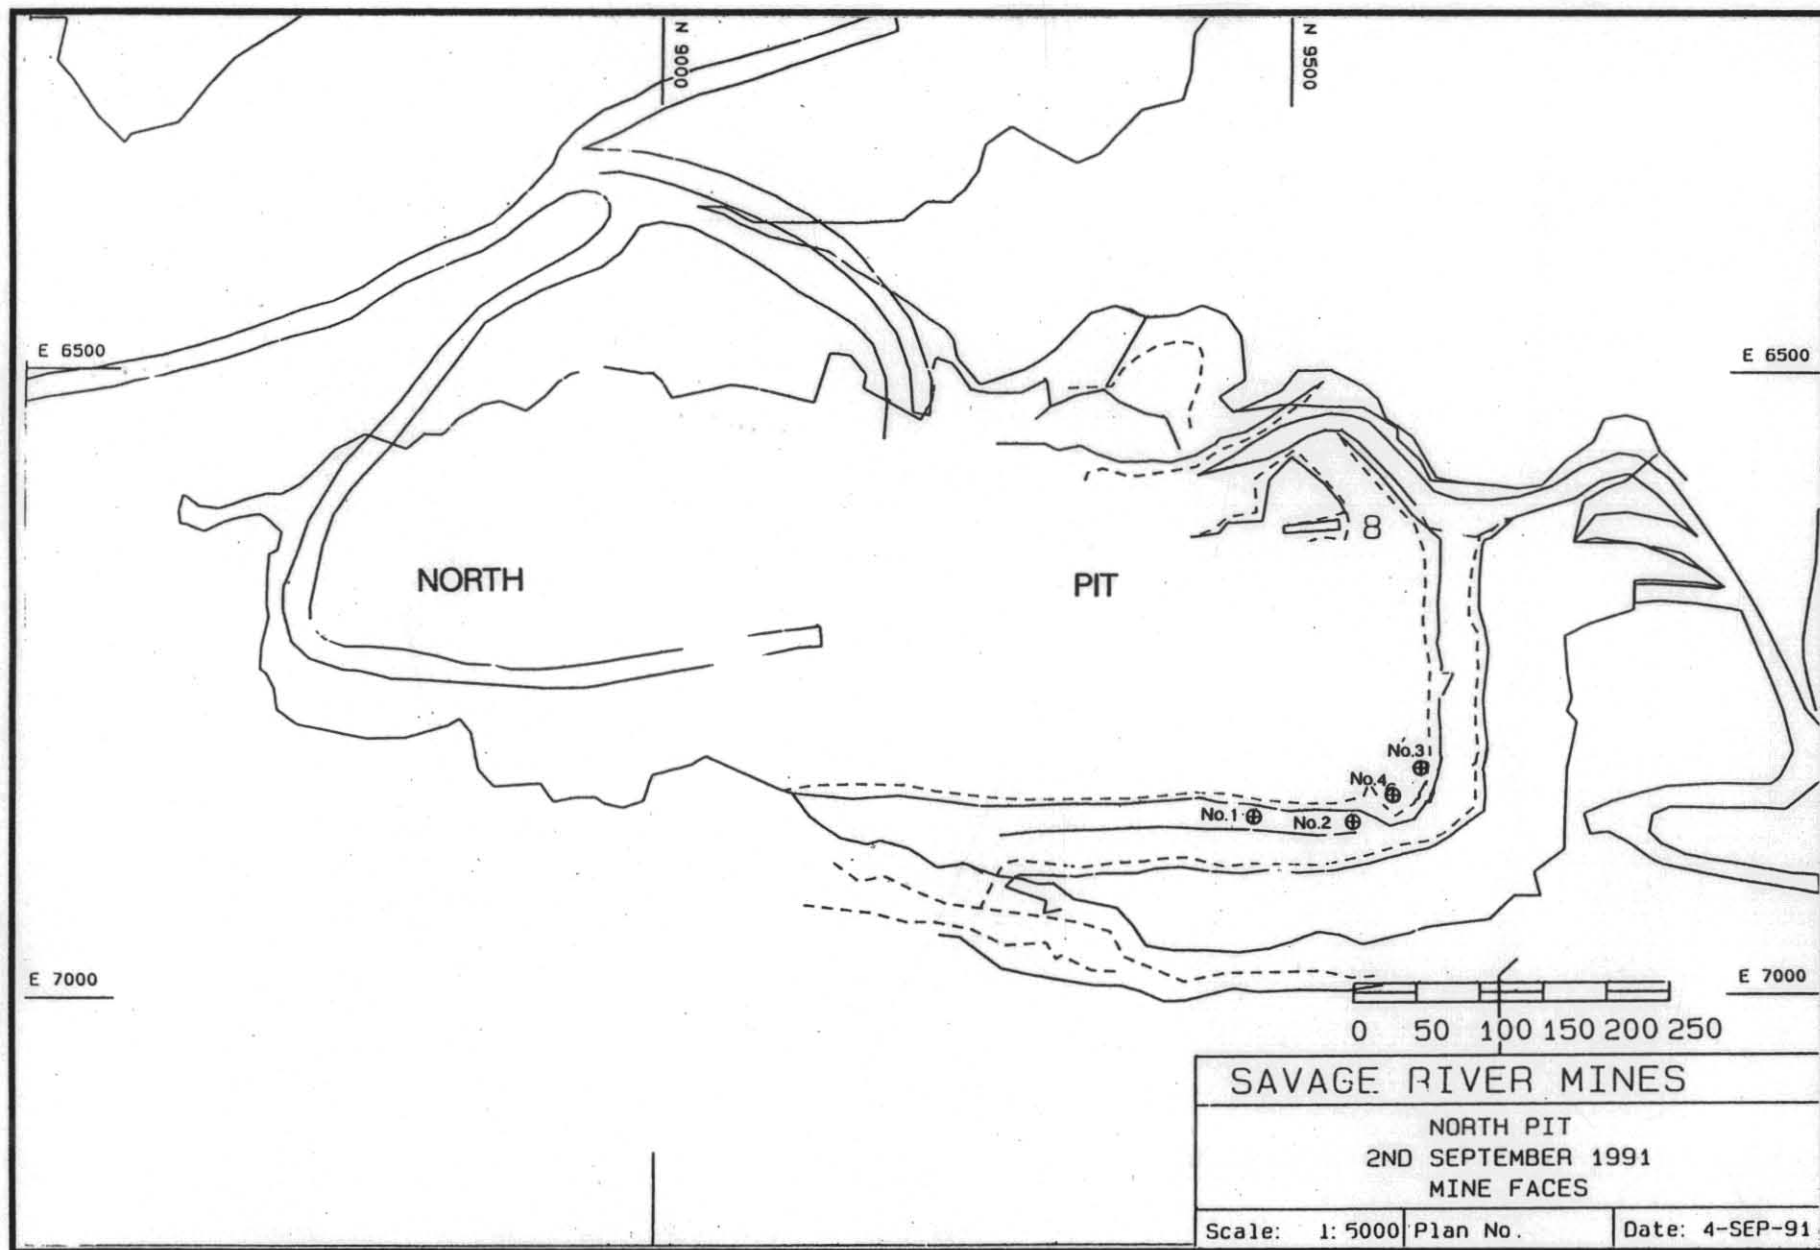 N 9000
N 9500
E 6500
E 6500
8
NORTH PIT
No.3
No.4
No.1
No.2
E 7000
E 7000
0 50 100 150 200 250
SAVAGE RIVER MINES
NORTH PIT
2ND SEPTEMBER 1991
MINE FACES
Scale: 1:5000 Plan No. Date: 4-SEP-91